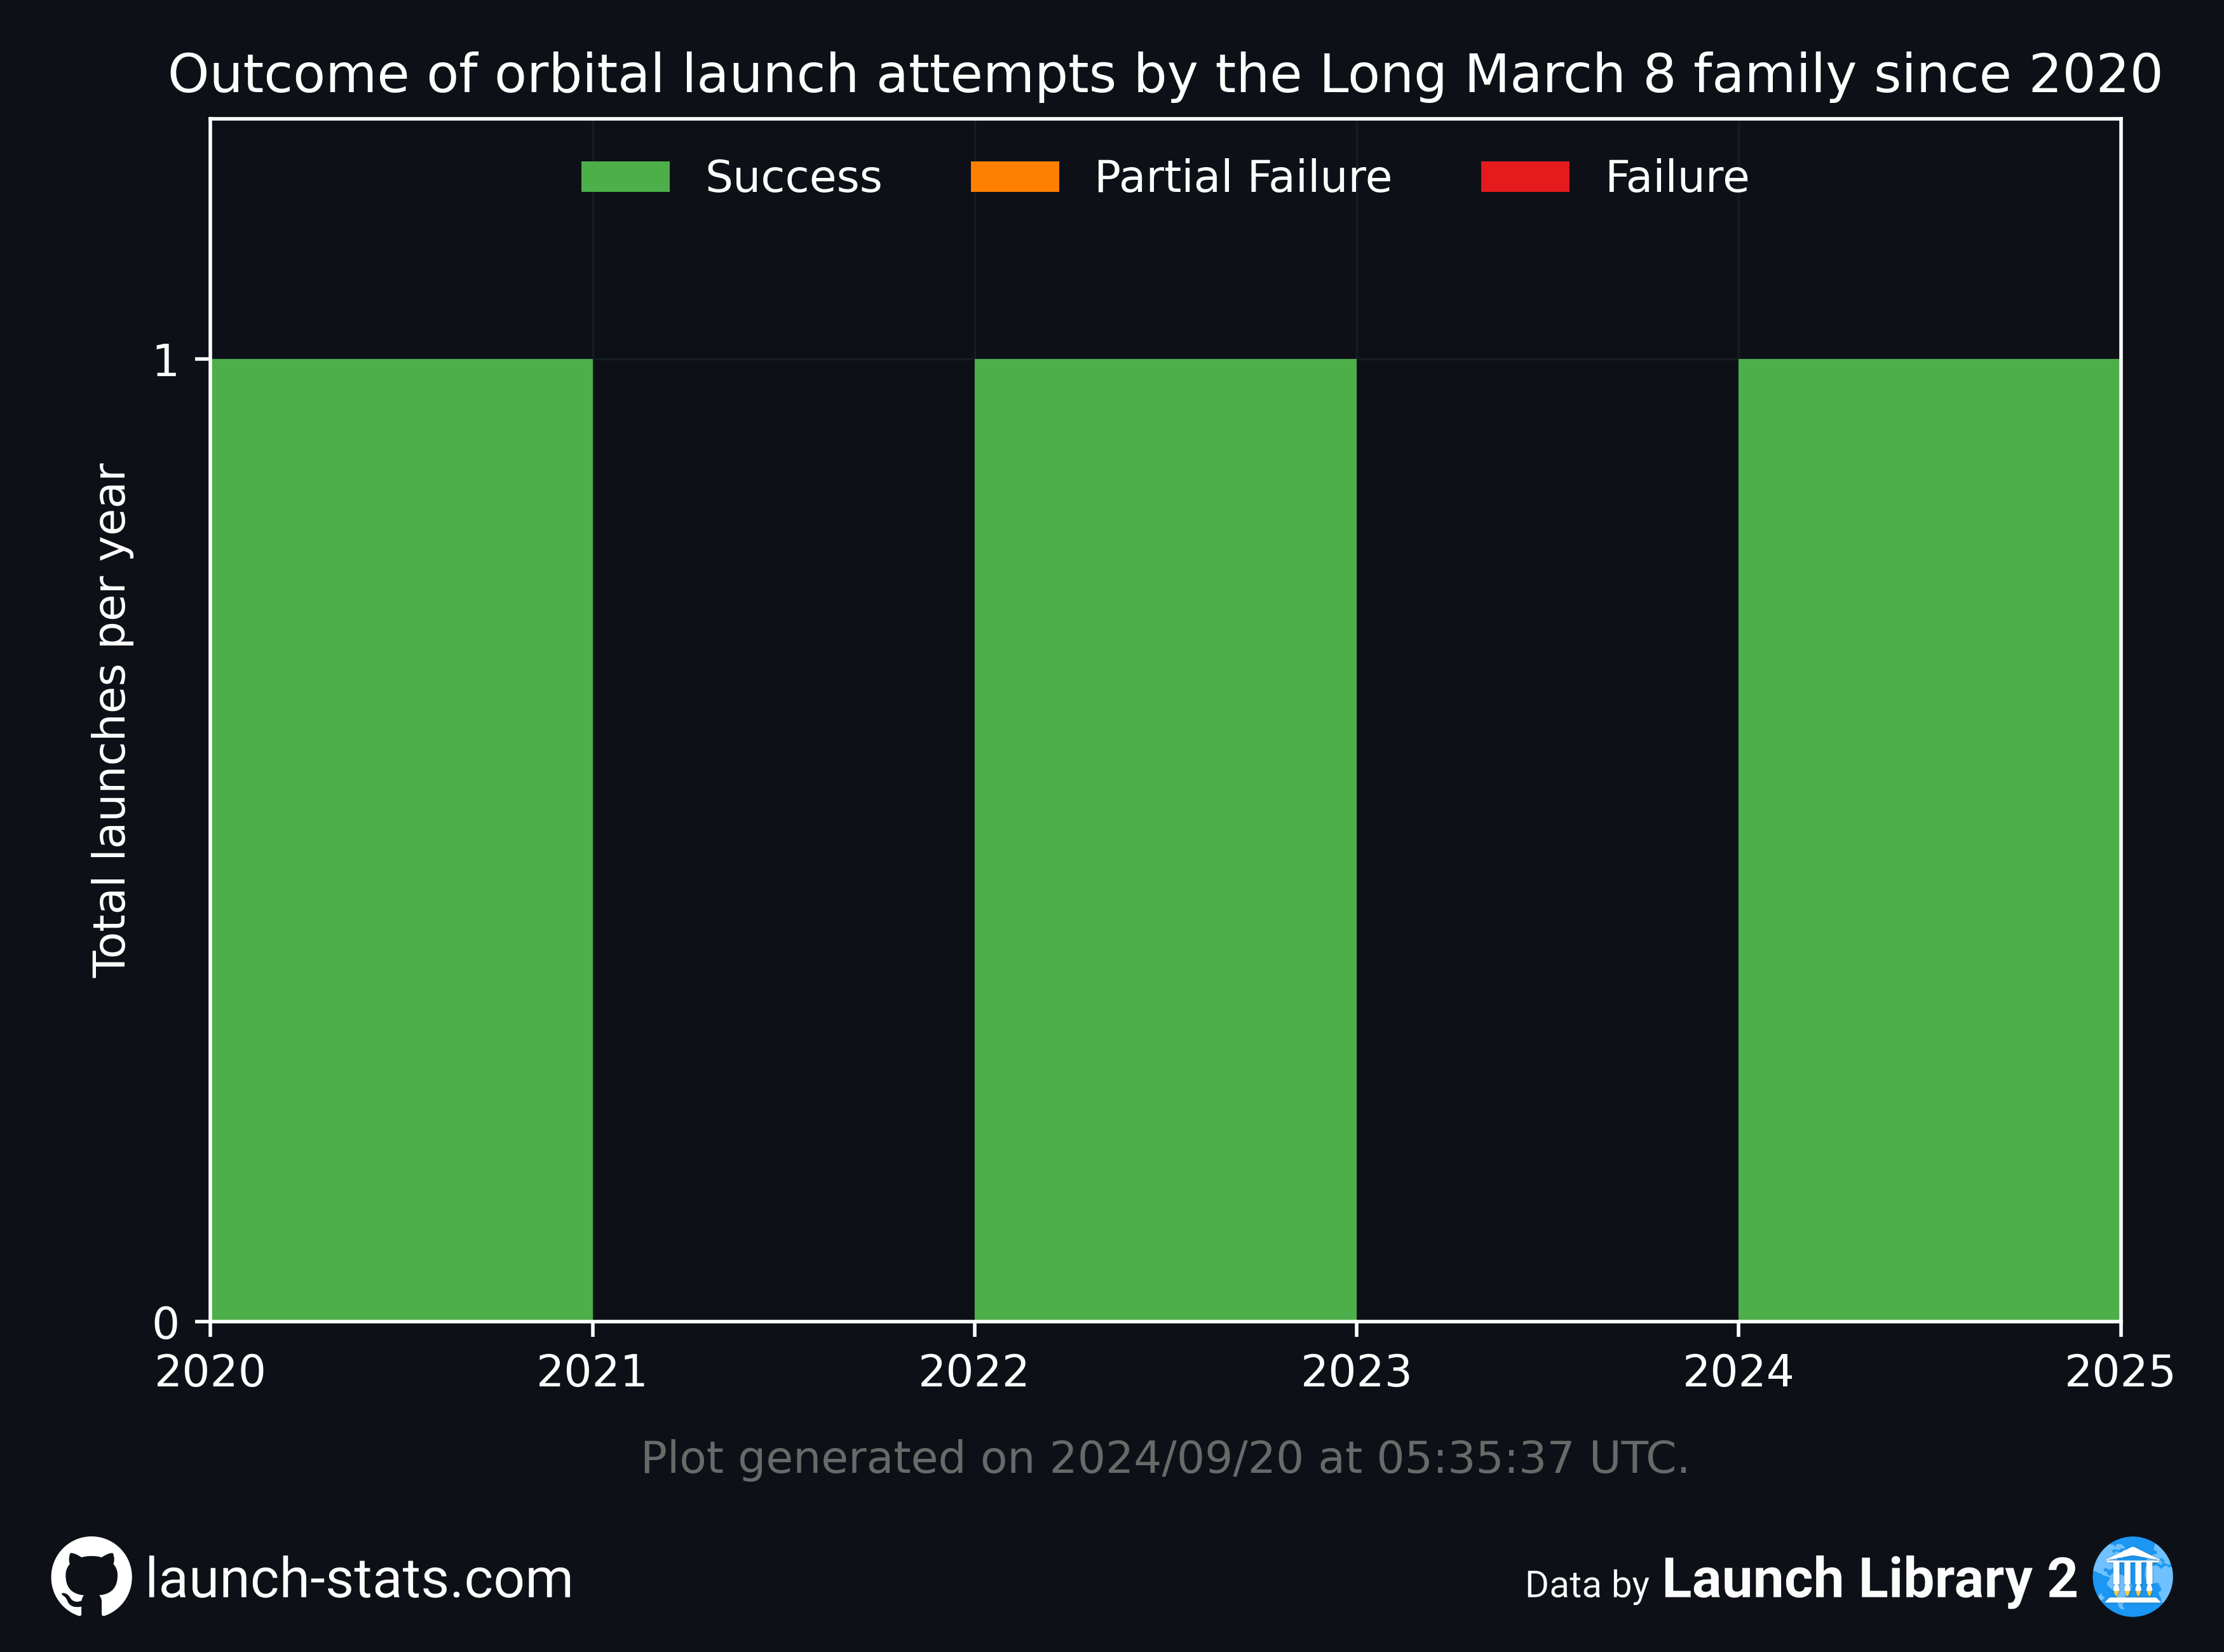 Outcome of orbital launch attempts by the Long March 8 family since 2020
Success Partial Failure Failure
Total launches per year
1
0
2020 2021 2022 2023 2024 2025
Plot generated on 2024/09/20 at 05:35:37 UTC.
launch-stats.com
Data by Launch Library 2